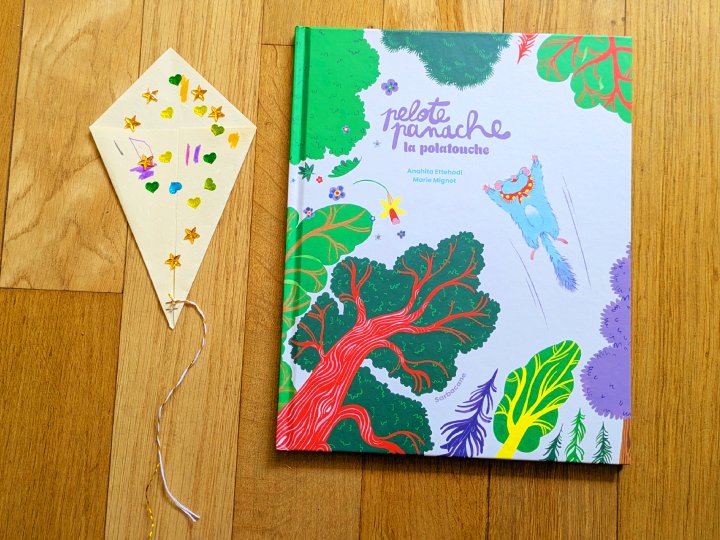 pelote
panache
la polatouche
Anahita Ettehadi
Marie Mignot
Sarbacane